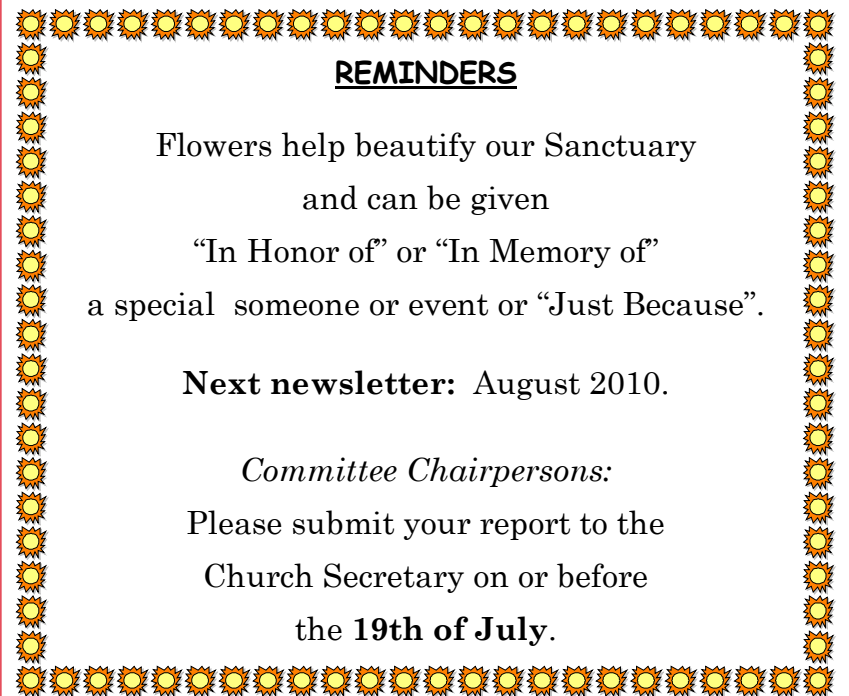 REMINDERS
Flowers help beautify our Sanctuary
and can be given
“In Honor of” or “In Memory of”
a special  someone or event or “Just Because”.
Next newsletter:  August 2010.
Committee Chairpersons:
Please submit your report to the
Church Secretary on or before
the 19th of July.